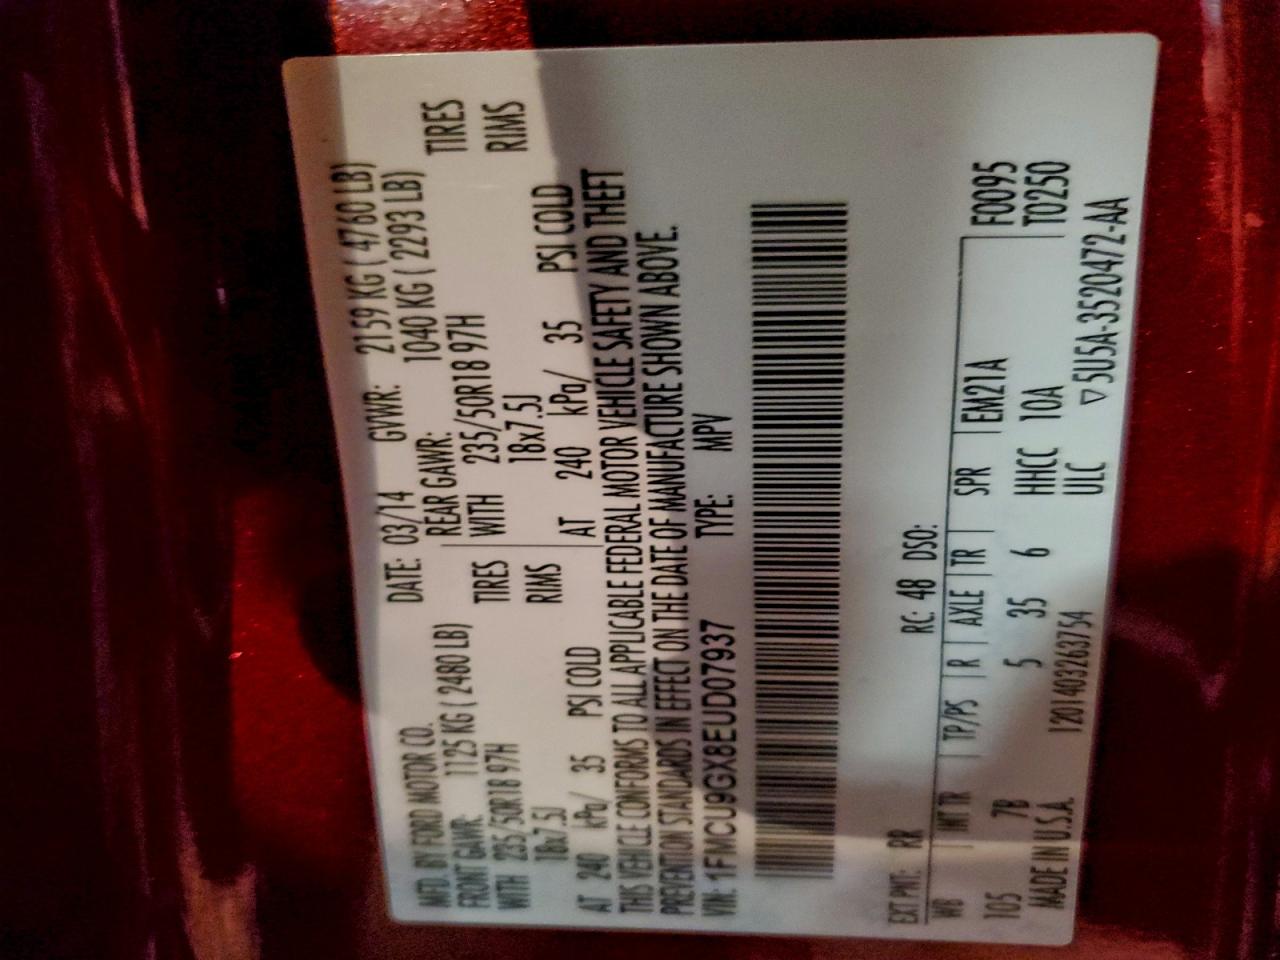 MFD. BY FORD MOTOR CO. DATE: 03/14 GVWR: 2159 KG ( 4760 LB)
FRONT GAWR: 1125 KG ( 2480 LB) REAR GAWR: 1040 KG ( 2293 LB)
WITH 235/50R18 97H TIRES WITH 235/50R18 97H TIRES
18x7.5J RIMS 18x7.5J RIMS
AT 240 kPa/ 35 PSI COLD AT 240 kPa/ 35 PSI COLD
THIS VEHICLE CONFORMS TO ALL APPLICABLE FEDERAL MOTOR VEHICLE SAFETY AND THEFT
PREVENTION STANDARDS IN EFFECT ON THE DATE OF MANUFACTURE SHOWN ABOVE.
VIN: 1FMCU9GX8EUD07937 TYPE: MPV
EXT PNT: RR RC: 48 DSO:
WB INT TR TP/PS R AXLE TR SPR EM21A F0095
105 7B 5 35 6 HHCC 10A T0250
MADE IN U.S.A. 1201403263754 ULC ▽5U5A-3520472-AA